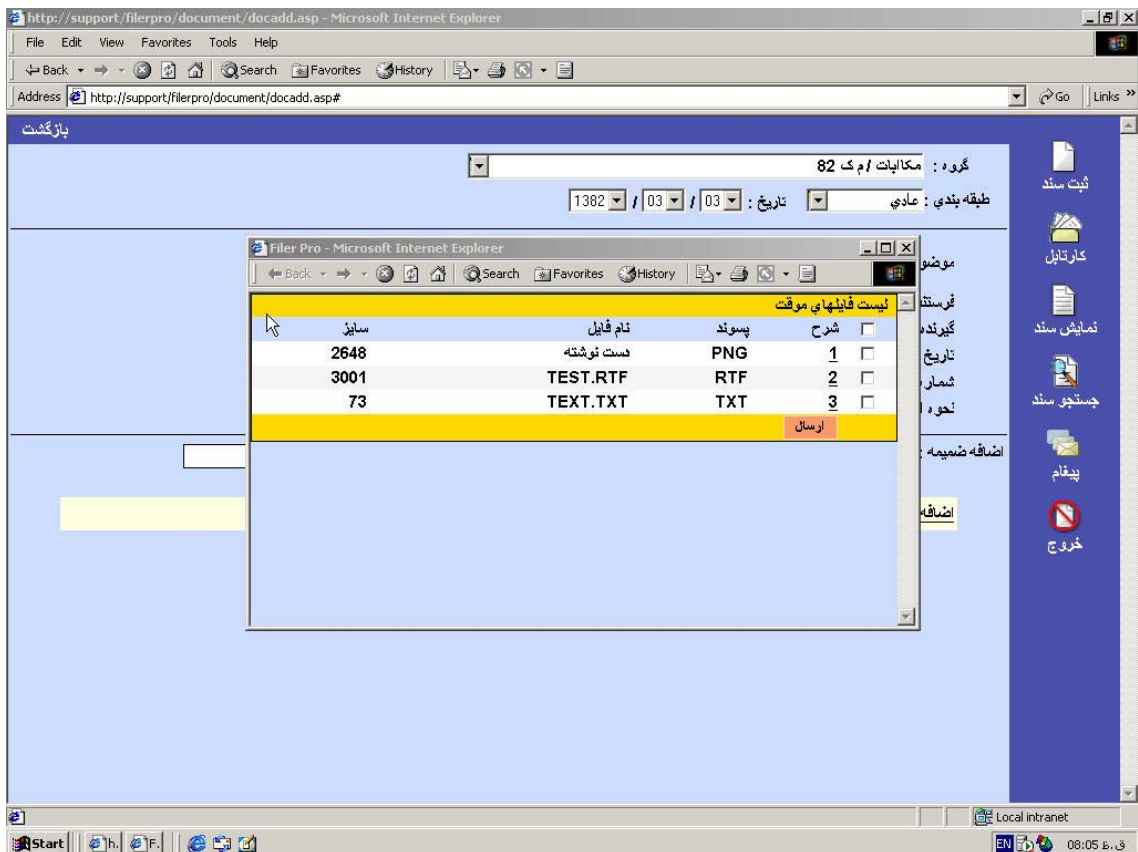 http://support/filerpro/document/docadd.asp - Microsoft Internet Explorer
File Edit View Favorites Tools Help
Back Search Favorites History
Address http://support/filerpro/document/docadd.asp# Go Links »
بازگشت
گروه : مكاابات / م ک 82
طبقه بندي : عادي تاریخ : 03 / 03 / 1382
ثبت سند
کارتابل
نمایش سند
جستجو سند
پیغام
خروج
گیرنده
تاریخ
اضافه ضمیمه :
Filer Pro - Microsoft Internet Explorer
Back Search Favorites History
لیست فایلهاي موقت
شرح پسوند نام فایل سایز
1 PNG دست نوشته 2648
2 RTF TEST.RTF 3001
3 TXT TEXT.TXT 73
ارسال
Local intranet
Start h. F. EN 08:05 ق.ظ